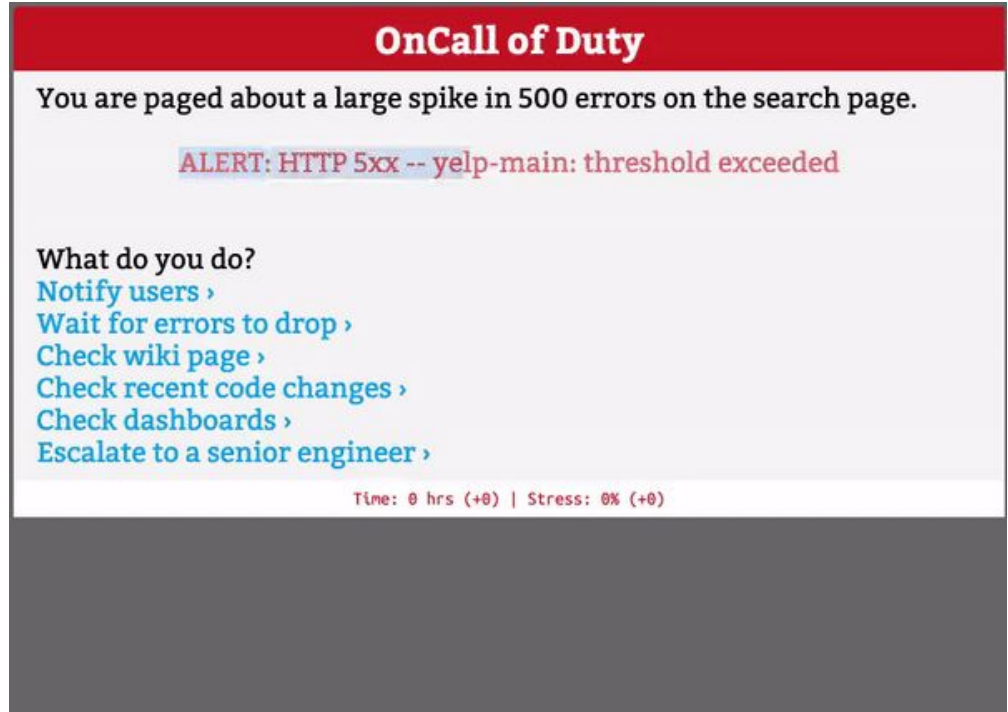 OnCall of Duty
You are paged about a large spike in 500 errors on the search page.
ALERT: HTTP 5xx -- yelp-main: threshold exceeded
What do you do?
Notify users ›
Wait for errors to drop ›
Check wiki page ›
Check recent code changes ›
Check dashboards ›
Escalate to a senior engineer ›
Time: 0 hrs (+0) | Stress: 0% (+0)